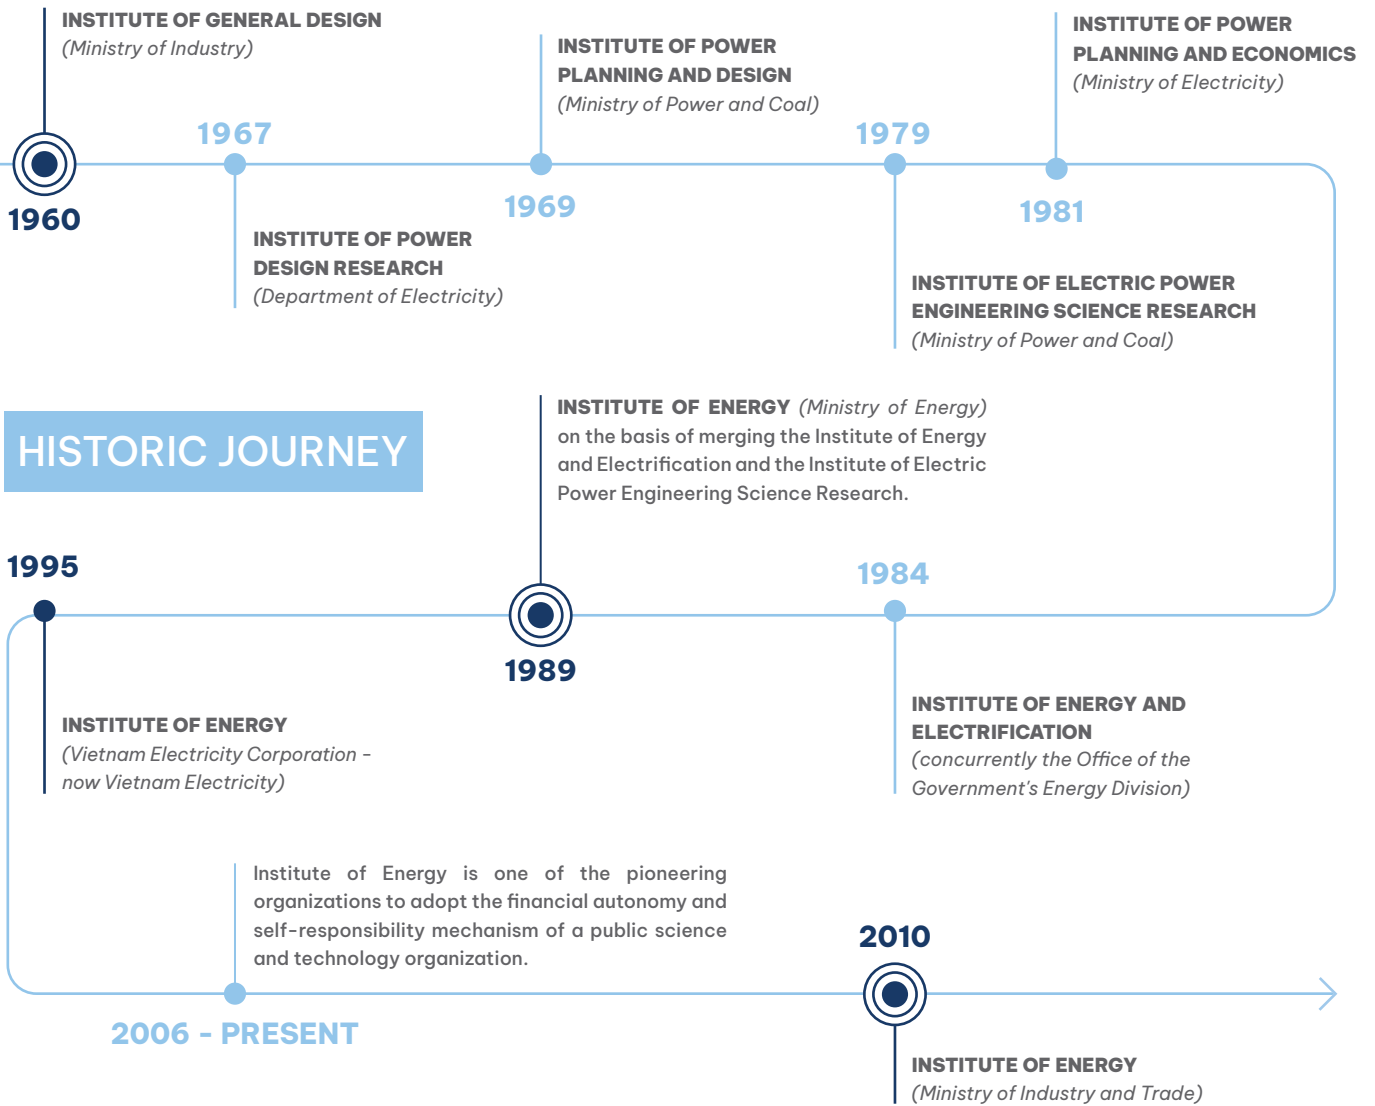 INSTITUTE OF GENERAL DESIGN
(Ministry of Industry)
1960
1967
INSTITUTE OF POWER
DESIGN RESEARCH
(Department of Electricity)
INSTITUTE OF POWER
PLANNING AND DESIGN
(Ministry of Power and Coal)
1969
1979
INSTITUTE OF ELECTRIC POWER
ENGINEERING SCIENCE RESEARCH
(Ministry of Power and Coal)
INSTITUTE OF POWER
PLANNING AND ECONOMICS
(Ministry of Electricity)
1981
HISTORIC JOURNEY
1984
INSTITUTE OF ENERGY AND
ELECTRIFICATION
(concurrently the Office of the
Government's Energy Division)
INSTITUTE OF ENERGY (Ministry of Energy)
on the basis of merging the Institute of Energy
and Electrification and the Institute of Electric
Power Engineering Science Research.
1989
1995
INSTITUTE OF ENERGY
(Vietnam Electricity Corporation -
now Vietnam Electricity)
Institute of Energy is one of the pioneering
organizations to adopt the financial autonomy and
self-responsibility mechanism of a public science
and technology organization.
2006 - PRESENT
2010
INSTITUTE OF ENERGY
(Ministry of Industry and Trade)